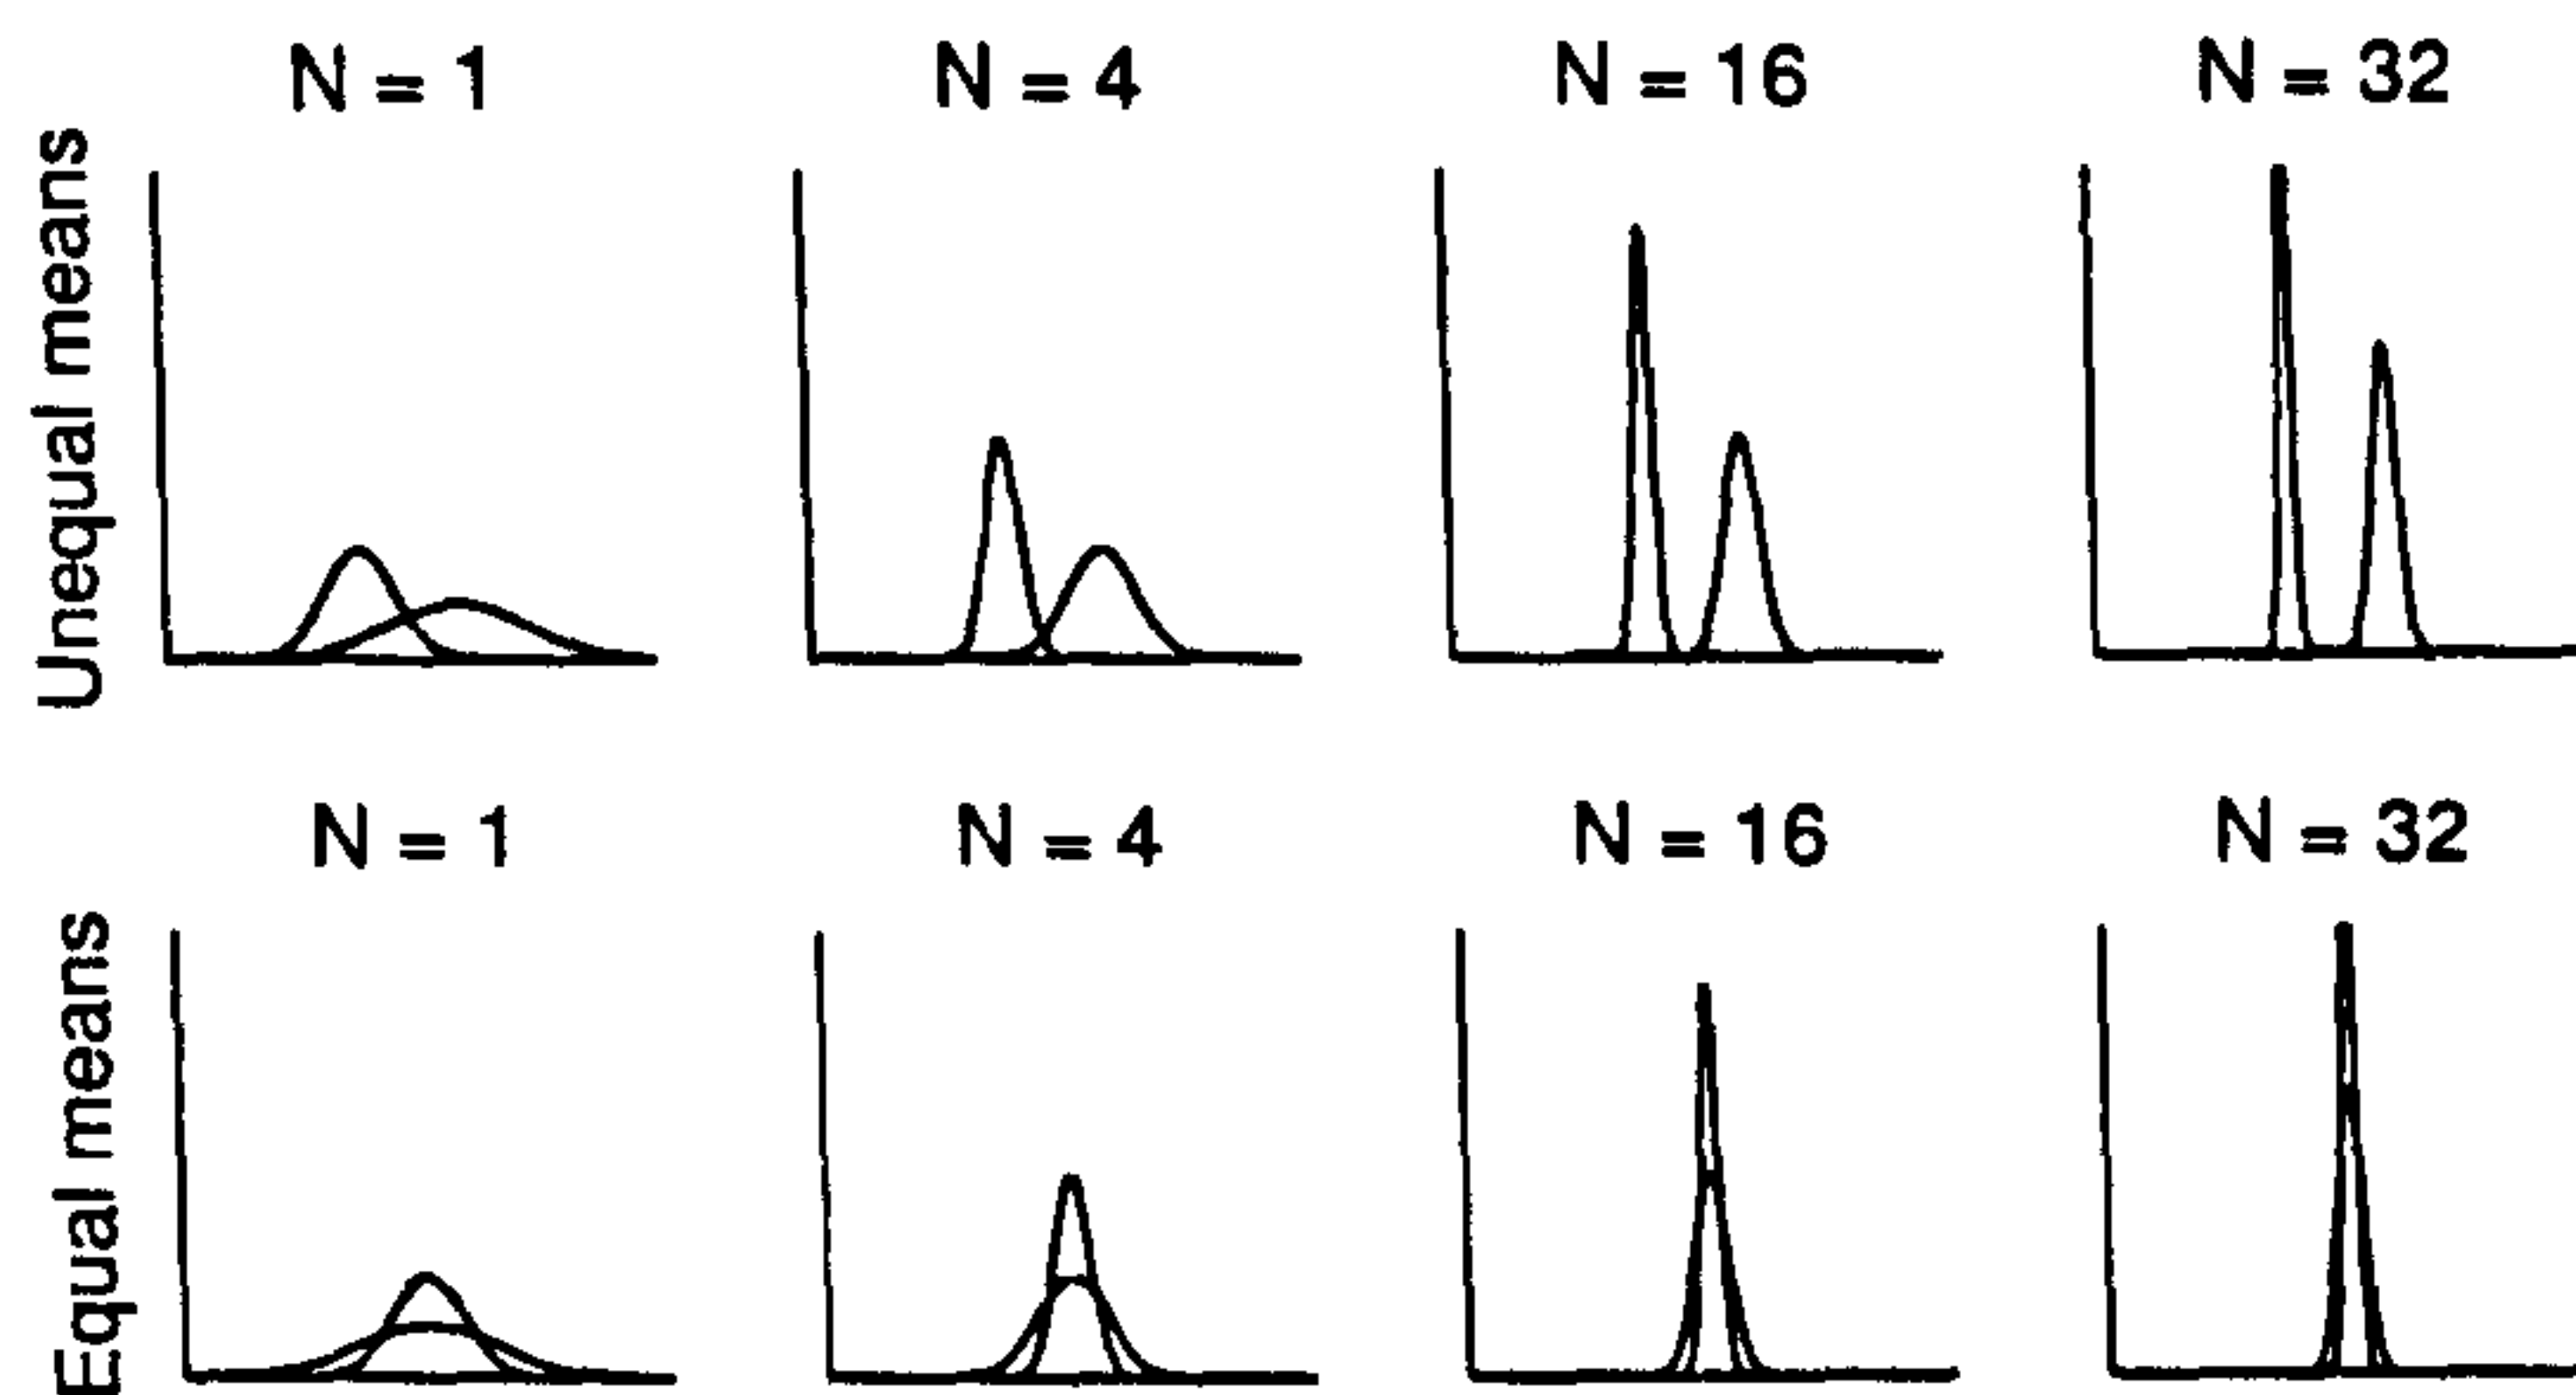 N = 1
N = 4
N = 16
N = 32
Unequal means
N = 1
N = 4
N = 16
N = 32
Equal means